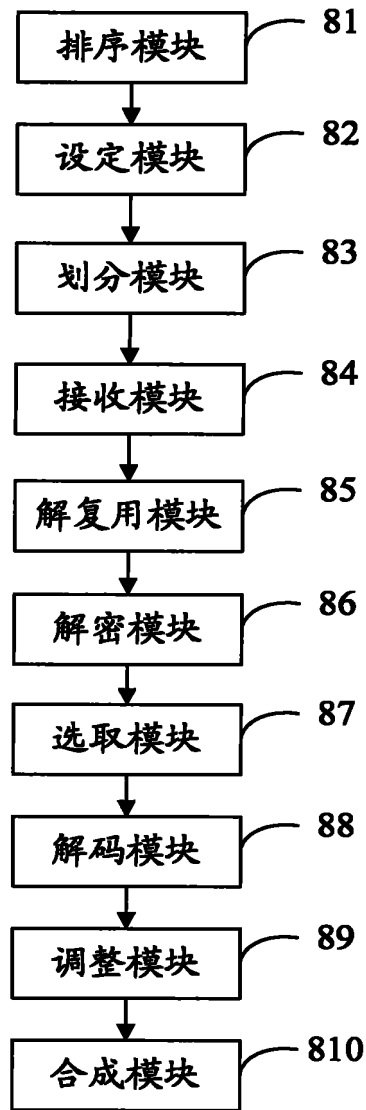 排序模块 81
设定模块 82
划分模块 83
接收模块 84
解复用模块 85
解密模块 86
选取模块 87
解码模块 88
调整模块 89
合成模块 810